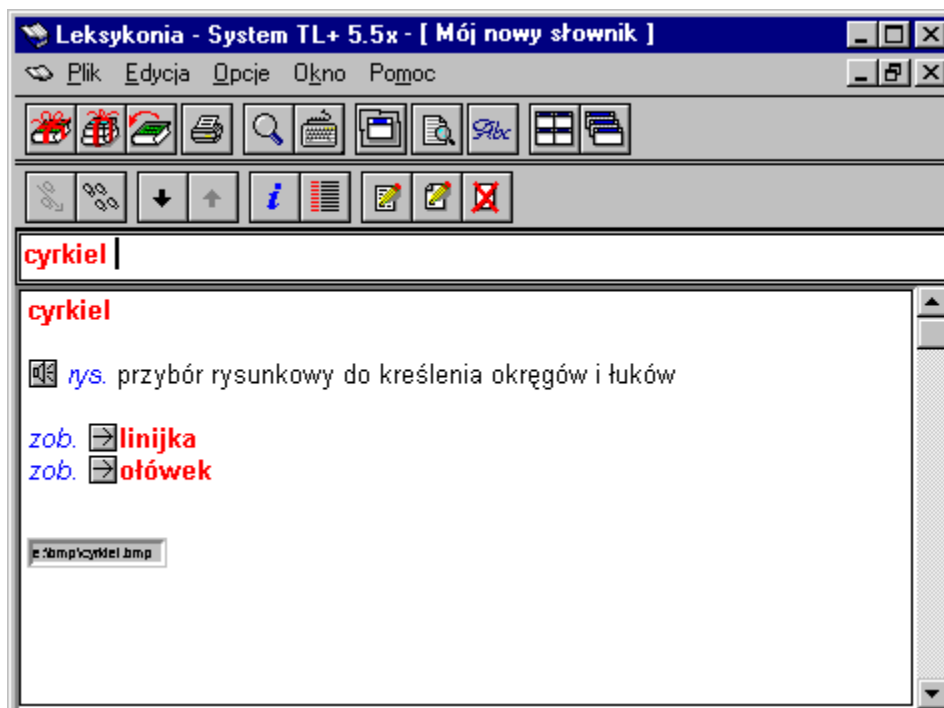 Leksykonia - System TL+ 5.5x - [ Mój nowy słownik ]
Plik Edycja Opcje Okno Pomoc
Abc
i
cyrkiel
cyrkiel
rys. przybór rysunkowy do kreślenia okręgów i łuków
zob. linijka
zob. ołówek
e:\bmp\cyrkiel.bmp